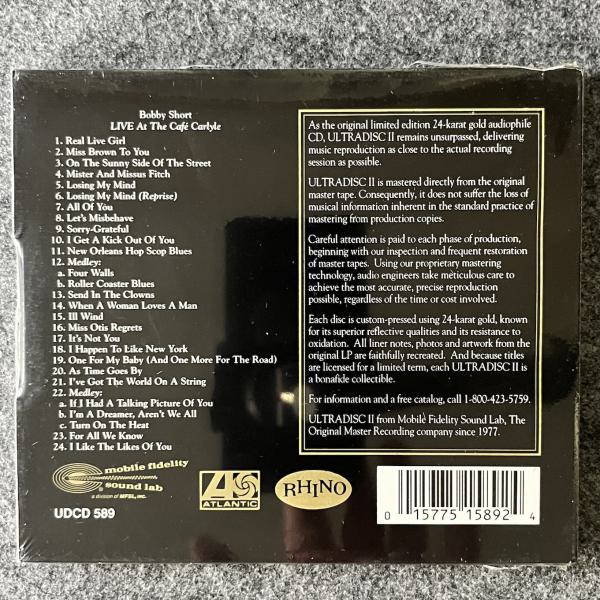 Bobby Short
LIVE At The Café Carlyle
1. Real Live Girl
2. Miss Brown To You
3. On The Sunny Side Of The Street
4. Mister And Missus Fitch
5. Losing My Mind
6. Losing My Mind (Reprise)
7. All Of You
8. Let's Misbehave
9. Sorry-Grateful
10. I Get A Kick Out Of You
11. New Orleans Hop Scop Blues
12. Medley:
a. Four Walls
b. Roller Coaster Blues
13. Send In The Clowns
14. When A Woman Loves A Man
15. Ill Wind
16. Miss Otis Regrets
17. It's Not You
18. I Happen To Like New York
19. One For My Baby (And One More For The Road)
20. As Time Goes By
21. I've Got The World On A String
22. Medley:
a. If I Had A Talking Picture Of You
b. I'm A Dreamer, Aren't We All
c. Turn On The Heat
23. For All We Know
24. I Like The Likes Of You
mobile fidelity
sound lab
a division of MFSL, INC.
UDCD 589
ATLANTIC
RHINO
As the original limited edition 24-karat gold audiophile
CD, ULTRADISC II remains unsurpassed, delivering
music reproduction as close to the actual recording
session as possible.
ULTRADISC II is mastered directly from the original
master tape. Consequently, it does not suffer the loss of
musical information inherent in the standard practice of
mastering from production copies.
Careful attention is paid to each phase of production,
beginning with our inspection and frequent restoration
of master tapes. Using our proprietary mastering
technology, audio engineers take meticulous care to
achieve the most accurate, precise reproduction
possible, regardless of the time or cost involved.
Each disc is custom-pressed using 24-karat gold, known
for its superior reflective qualities and its resistance to
oxidation. All liner notes, photos and artwork from the
original LP are faithfully recreated. And because titles
are licensed for a limited term, each ULTRADISC II is
a bonafide collectible.
For information and a free catalog, call 1-800-423-5759.
ULTRADISC II from Mobile Fidelity Sound Lab, The
Original Master Recording company since 1977.
0 15775 15892 4